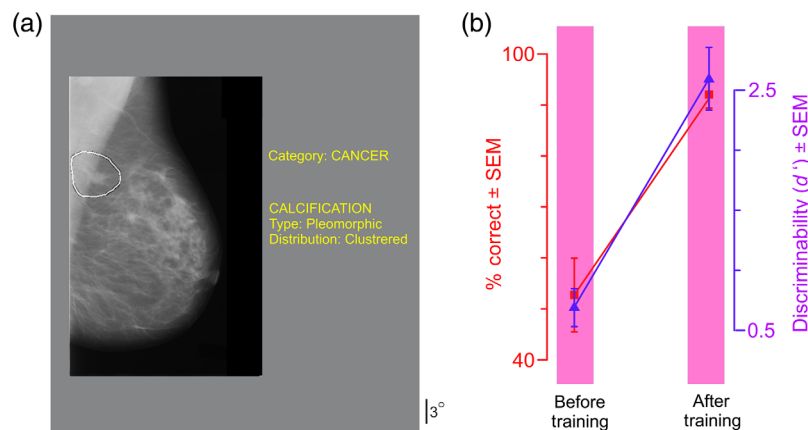 (a)
Category: CANCER
CALCIFICATION
Type: Pleomorphic
Distribution: Clustrered
3°
(b)
100
40
% correct ± SEM
2.5
0.5
Discriminability (d‘) ± SEM
Before
training
After
training